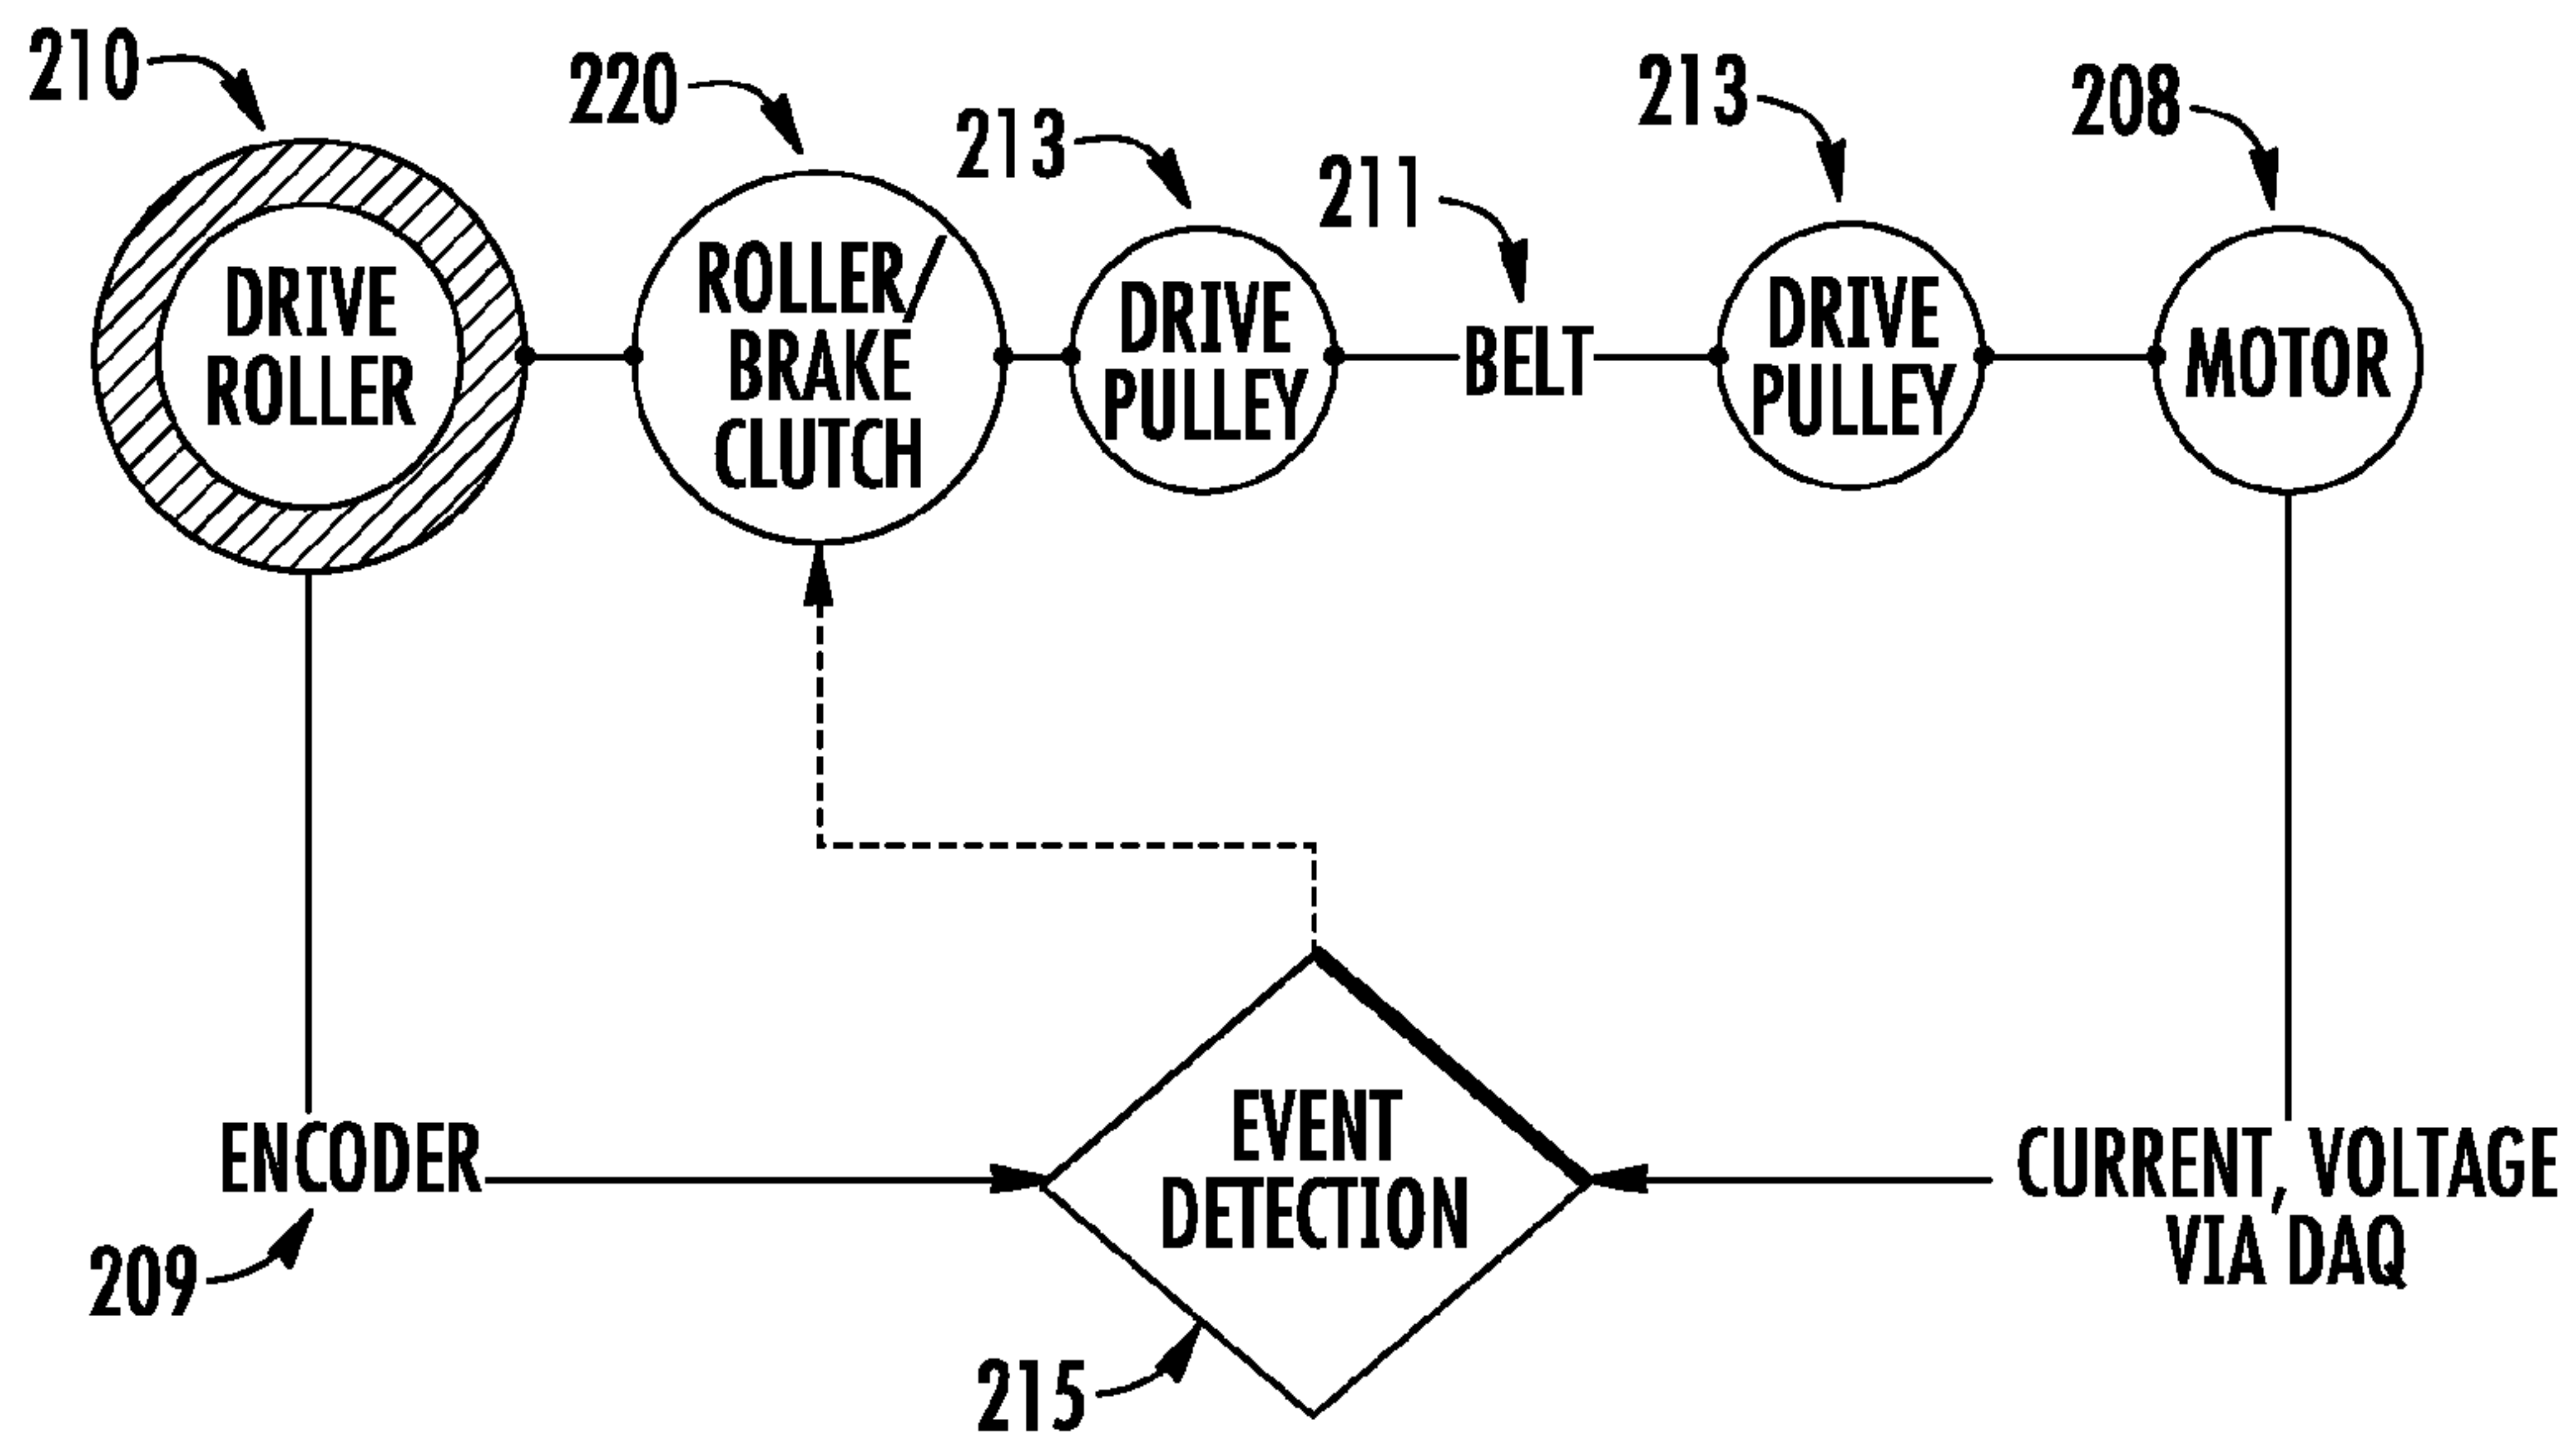 210
220
213
211
213
208
DRIVE
ROLLER
ROLLER/
BRAKE
CLUTCH
DRIVE
PULLEY
BELT
DRIVE
PULLEY
MOTOR
ENCODER
EVENT
DETECTION
CURRENT, VOLTAGE
VIA DAQ
209
215